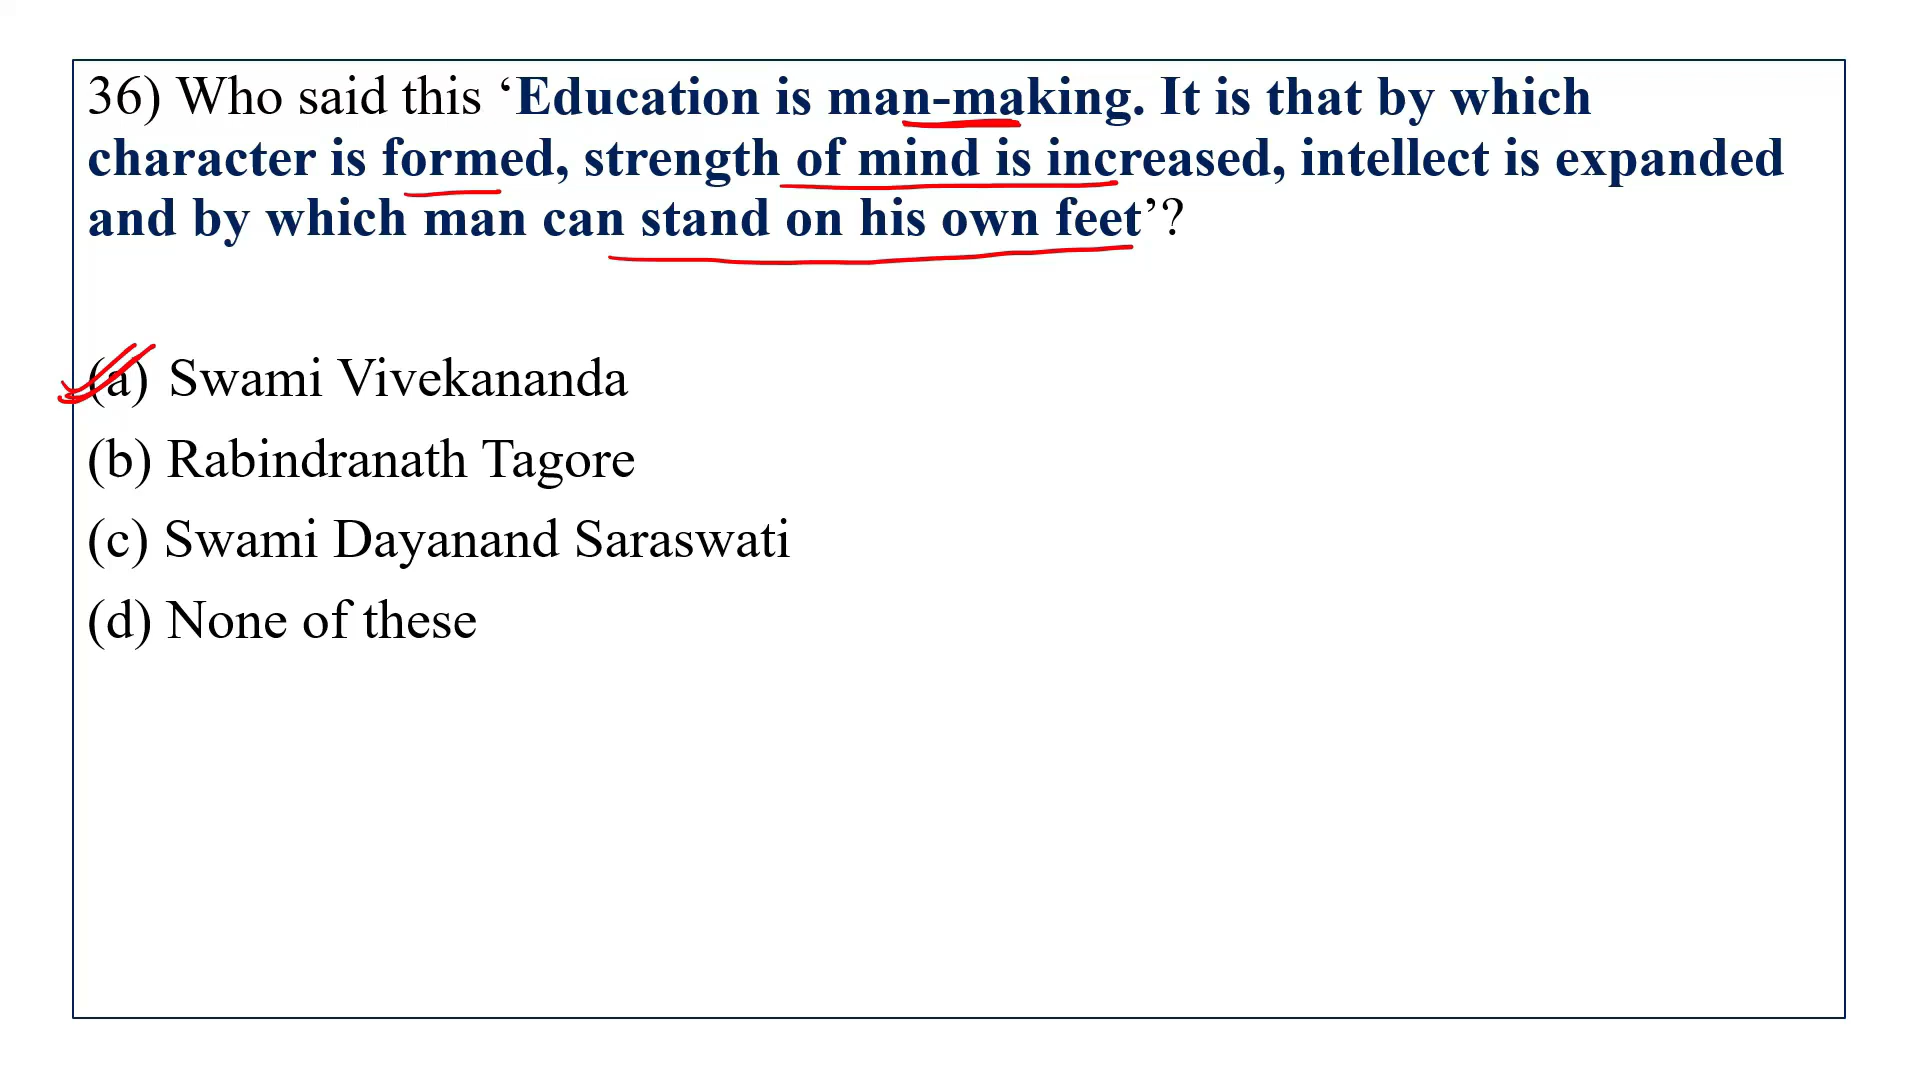 36) Who said this ‘Education is man-making. It is that by which
character is formed, strength of mind is increased, intellect is expanded
and by which man can stand on his own feet’?
(a) Swami Vivekananda
(b) Rabindranath Tagore
(c) Swami Dayanand Saraswati
(d) None of these